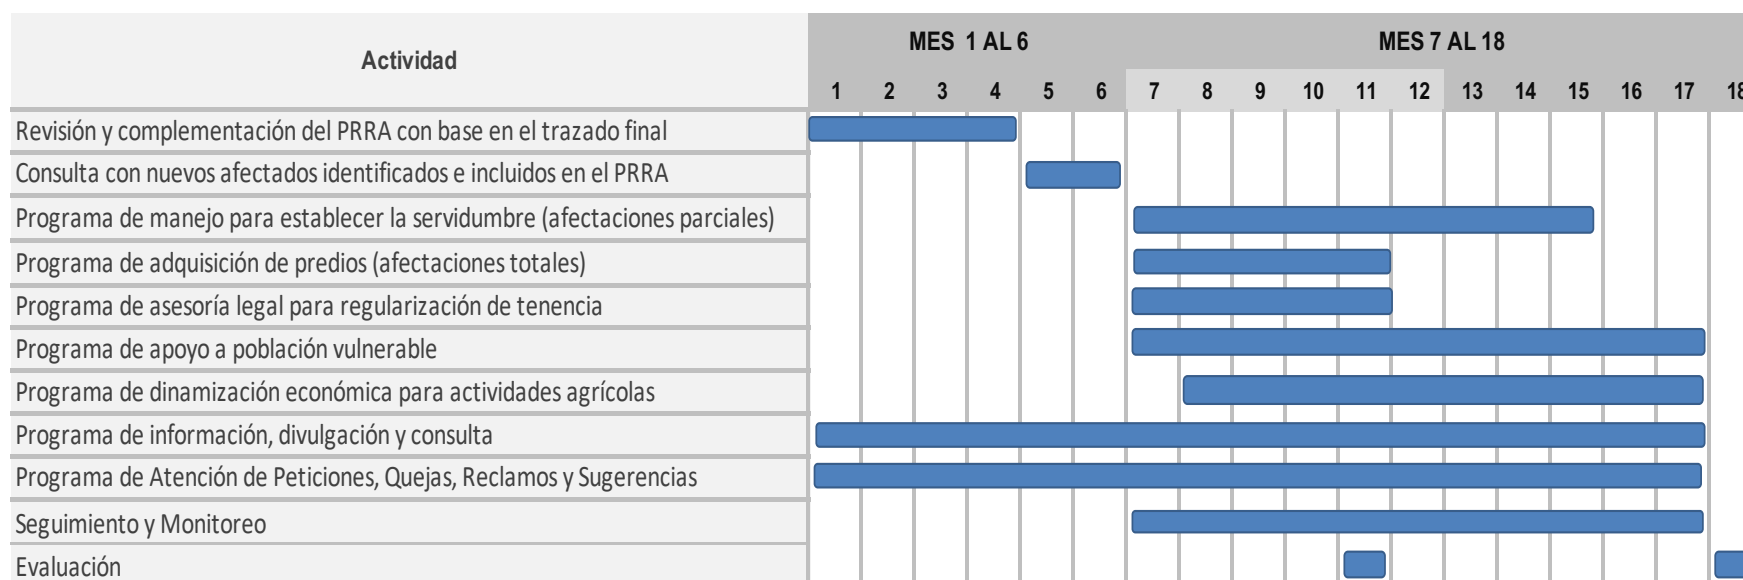 Actividad
MES 1 AL 6
MES 7 AL 18
1 2 3 4 5 6 7 8 9 10 11 12 13 14 15 16 17 18
Revisión y complementación del PRRA con base en el trazado final
Consulta con nuevos afectados identificados e incluidos en el PRRA
Programa de manejo para establecer la servidumbre (afectaciones parciales)
Programa de adquisición de predios (afectaciones totales)
Programa de asesoría legal para regularización de tenencia
Programa de apoyo a población vulnerable
Programa de dinamización económica para actividades agrícolas
Programa de información, divulgación y consulta
Programa de Atención de Peticiones, Quejas, Reclamos y Sugerencias
Seguimiento y Monitoreo
Evaluación